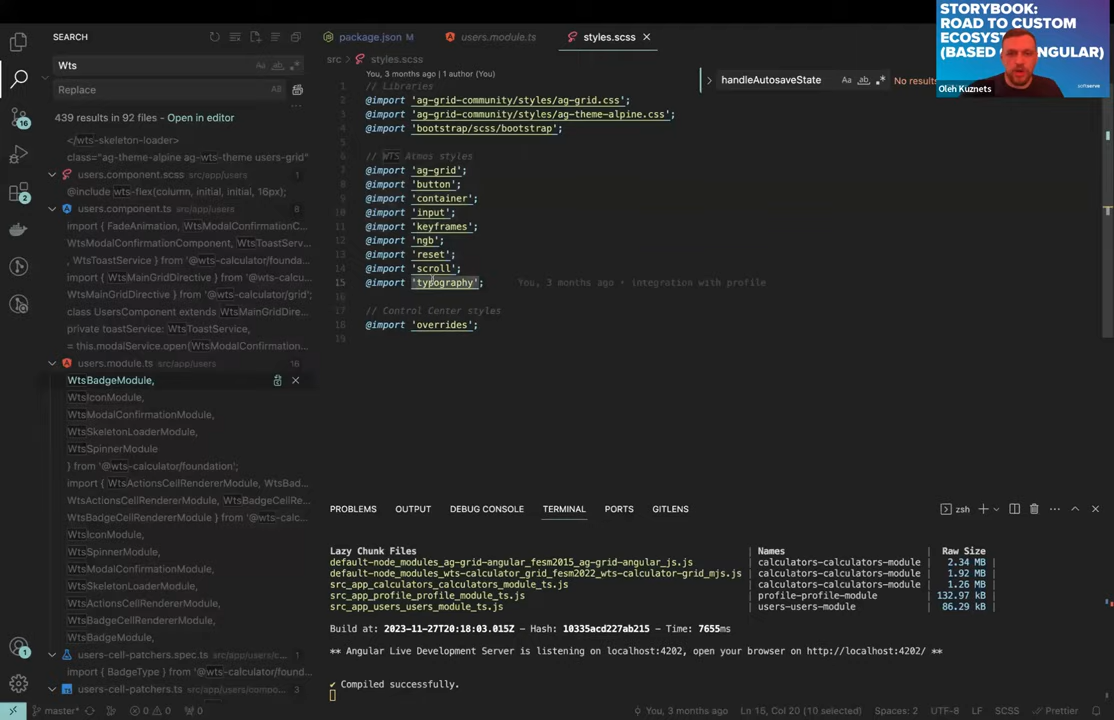 SEARCH
Wts
Replace
439 results in 92 files - Open in editor
</wts-skeleton-loader>
class="ag-theme-alpine ag-wts-theme users-grid"
users.component.scss src/app/users 1
@include wts-flex(column, initial, initial, 16px);
users.component.ts src/app/users 8
import { FadeAnimation, WtsModalConfirmationC...
WtsModalConfirmationComponent, WtsToastServic...
, WtsToastService } from '@wts-calculator/founda...
import { WtsMainGridDirective } from '@wts-calcu...
WtsMainGridDirective } from '@wts-calculator/grid';
class UsersComponent extends WtsMainGridDirec...
private toastService: WtsToastService,
= this.modalService.open(WtsModalConfirmation...
users.module.ts src/app/users 16
WtsBadgeModule,
WtsIconModule,
WtsModalConfirmationModule,
WtsSkeletonLoaderModule,
WtsSpinnerModule
} from '@wts-calculator/foundation';
import { WtsActionsCellRendererModule, WtsBad...
WtsActionsCellRendererModule, WtsBadgeCellRe...
WtsBadgeCellRendererModule } from '@wts-calc...
WtsIconModule,
WtsSpinnerModule,
WtsModalConfirmationModule,
WtsSkeletonLoaderModule,
WtsActionsCellRendererModule,
WtsBadgeCellRendererModule,
WtsBadgeModule,
users-cell-patchers.spec.ts src/app/users/c...
import { BadgeType } from '@wts-calculator/found...
users-cell-patchers.ts src/app/users/compo... 3
package.json M
users.module.ts
styles.scss
src > styles.scss
You, 3 months ago | 1 author (You)
1 // Libraries
2 @import 'ag-grid-community/styles/ag-grid.css';
3 @import 'ag-grid-community/styles/ag-theme-alpine.css';
4 @import 'bootstrap/scss/bootstrap';
5
6 // WTS Atmos styles
7 @import 'ag-grid';
8 @import 'button';
9 @import 'container';
10 @import 'input';
11 @import 'keyframes';
12 @import 'ngb';
13 @import 'reset';
14 @import 'scroll';
15 @import 'typography'; You, 3 months ago • integration with profile
16
17 // Control Center styles
18 @import 'overrides';
19
handleAutosaveState
No results
STORYBOOK:
ROAD TO CUSTOM
ECOSYSTEM
(BASED ON ANGULAR)
Oleh Kuznets
softserve
PROBLEMS OUTPUT DEBUG CONSOLE TERMINAL PORTS GITLENS
zsh
Lazy Chunk Files | Names | Raw Size
default-node_modules_ag-grid-angular_fesm2015_ag-grid-angular_js.js | calculators-calculators-module | 2.34 MB |
default-node_modules_wts-calculator_grid_fesm2022_wts-calculator-grid_mjs.js | calculators-calculators-module | 1.92 MB |
src_app_calculators_calculators_module_ts.js | calculators-calculators-module | 1.26 MB |
src_app_profile_profile_module_ts.js | profile-profile-module | 132.97 kB |
src_app_users_users_module_ts.js | users-users-module | 86.29 kB |
Build at: 2023-11-27T20:18:03.015Z - Hash: 10335acd227ab215 - Time: 7655ms
** Angular Live Development Server is listening on localhost:4202, open your browser on http://localhost:4202/ **
✔ Compiled successfully.
master* 0 0 0 You, 3 months ago Ln 15, Col 20 (10 selected) Spaces: 2 UTF-8 LF SCSS Prettier